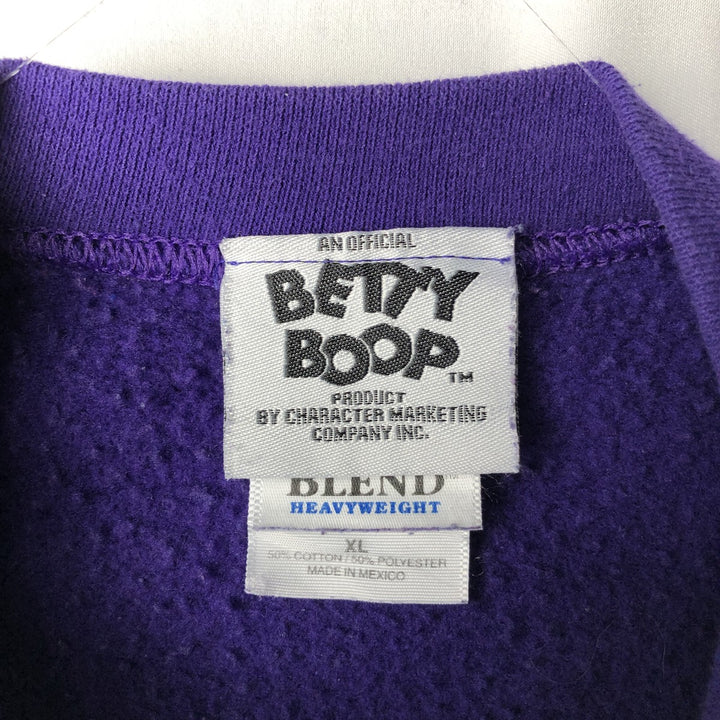 AN OFFICIAL
BETTY
BOOP™
PRODUCT
BY CHARACTER MARKETING
COMPANY INC.
BLEND™
HEAVYWEIGHT
XL
50% COTTON / 50% POLYESTER
MADE IN MEXICO